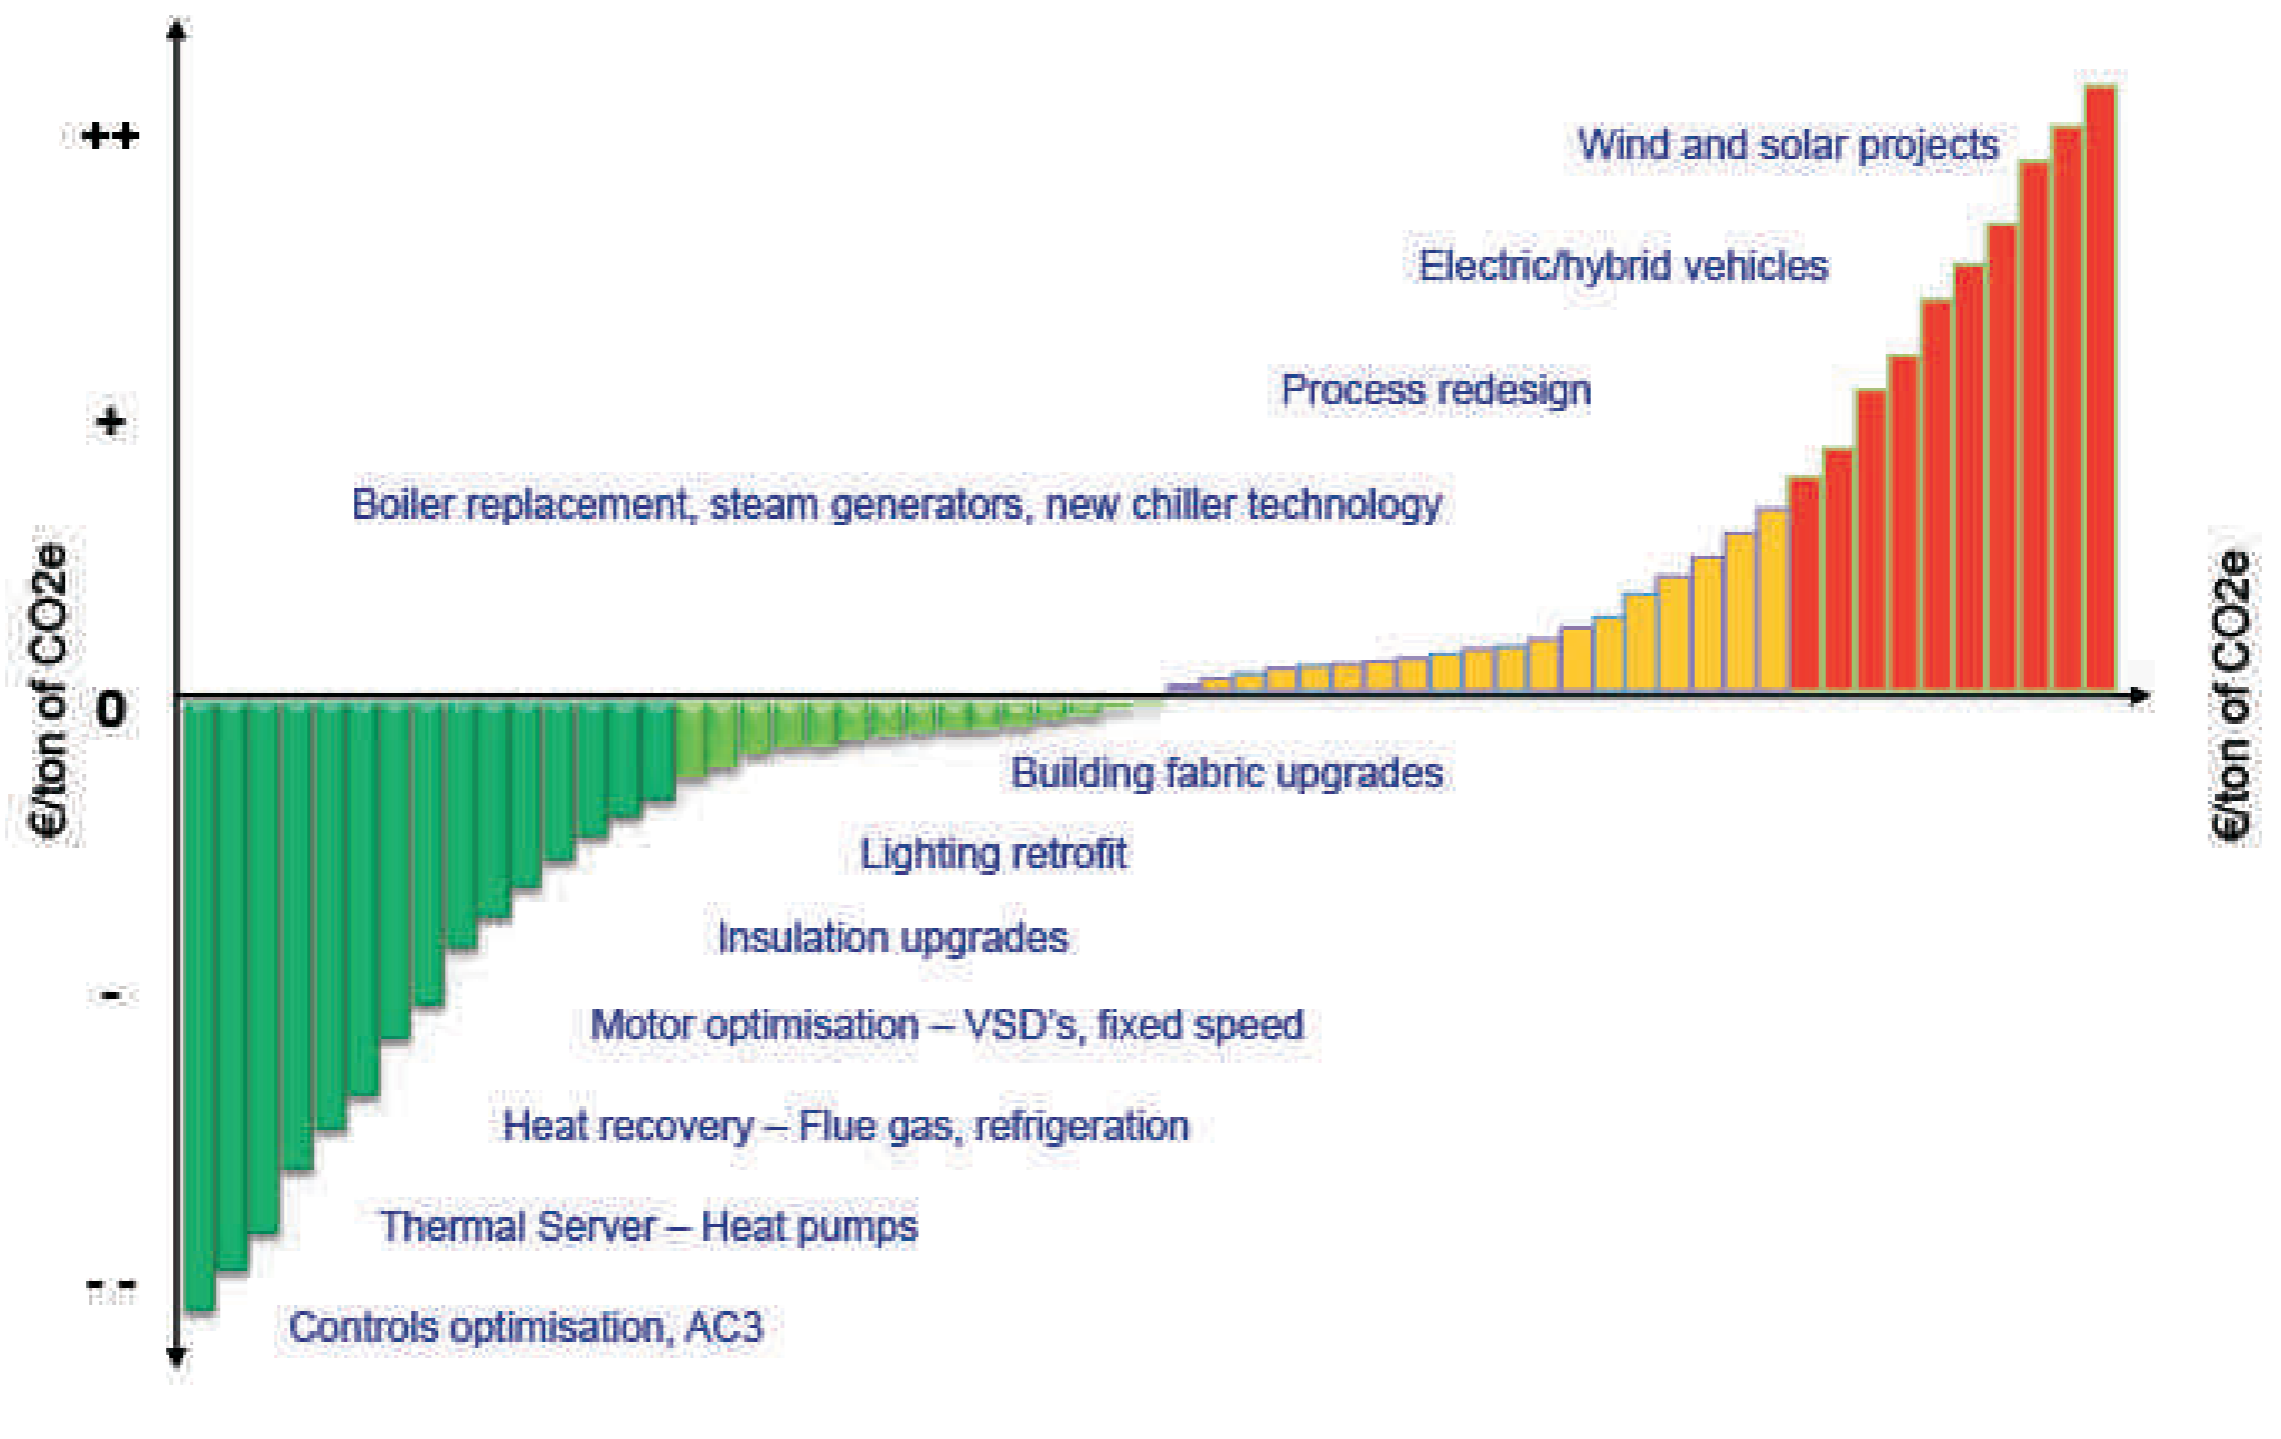 ++
Wind and solar projects
Electric/hybrid vehicles
Process redesign
+
Boiler replacement, steam generators, new chiller technology
€/ton of CO2e
0
€/ton of CO2e
Building fabric upgrades
Lighting retrofit
Insulation upgrades
-
Motor optimisation – VSD's, fixed speed
Heat recovery – Flue gas, refrigeration
Thermal Server – Heat pumps
- -
Controls optimisation, AC3